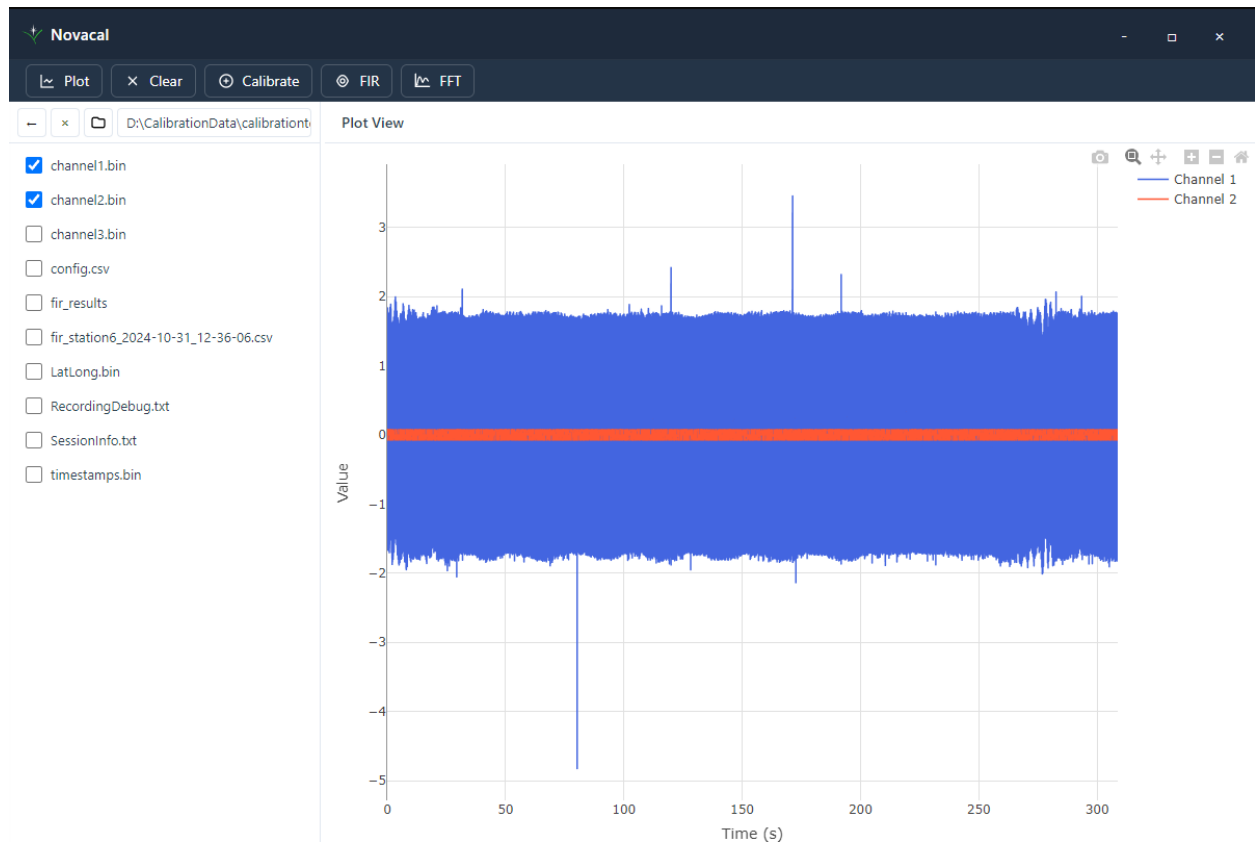 Novacal
Plot Clear Calibrate FIR FFT
D:\CalibrationData\calibrationt
channel1.bin
channel2.bin
channel3.bin
config.csv
fir_results
fir_station6_2024-10-31_12-36-06.csv
LatLong.bin
RecordingDebug.txt
SessionInfo.txt
timestamps.bin
Plot View
Channel 1
Channel 2
3
2
1
0
−1
−2
−3
−4
−5
Value
0 50 100 150 200 250 300
Time (s)